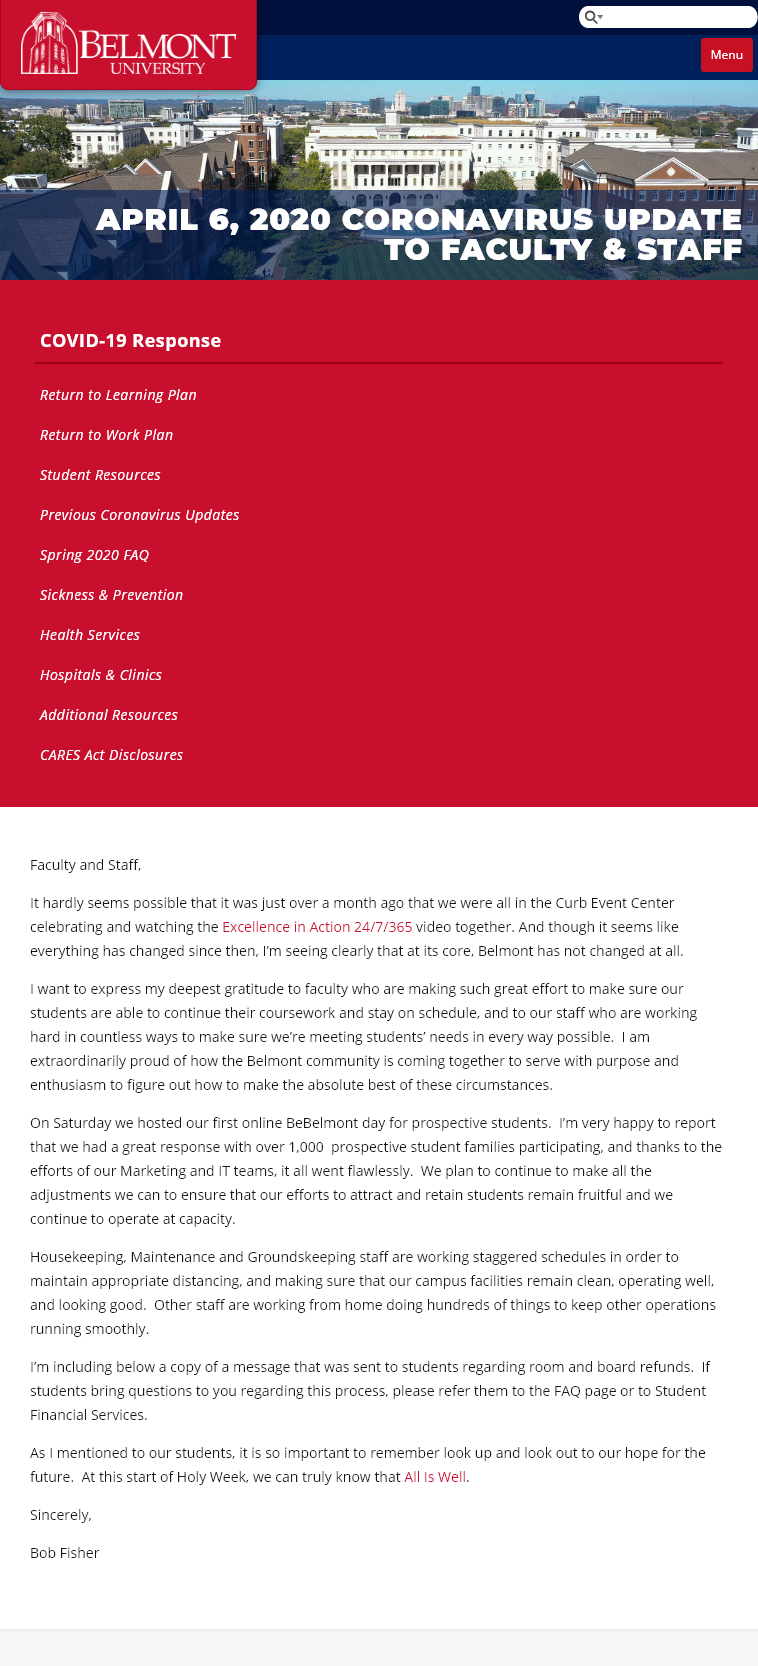 BELMONT
UNIVERSITY
Menu
APRIL 6, 2020 CORONAVIRUS UPDATE
TO FACULTY & STAFF
COVID-19 Response
Return to Learning Plan
Return to Work Plan
Student Resources
Previous Coronavirus Updates
Spring 2020 FAQ
Sickness & Prevention
Health Services
Hospitals & Clinics
Additional Resources
CARES Act Disclosures
Faculty and Staff,
It hardly seems possible that it was just over a month ago that we were all in the Curb Event Center
celebrating and watching the Excellence in Action 24/7/365 video together. And though it seems like
everything has changed since then, I'm seeing clearly that at its core, Belmont has not changed at all.
I want to express my deepest gratitude to faculty who are making such great effort to make sure our
students are able to continue their coursework and stay on schedule, and to our staff who are working
hard in countless ways to make sure we're meeting students' needs in every way possible.  I am
extraordinarily proud of how the Belmont community is coming together to serve with purpose and
enthusiasm to figure out how to make the absolute best of these circumstances.
On Saturday we hosted our first online BeBelmont day for prospective students.  I'm very happy to report
that we had a great response with over 1,000  prospective student families participating, and thanks to the
efforts of our Marketing and IT teams, it all went flawlessly.  We plan to continue to make all the
adjustments we can to ensure that our efforts to attract and retain students remain fruitful and we
continue to operate at capacity.
Housekeeping, Maintenance and Groundskeeping staff are working staggered schedules in order to
maintain appropriate distancing, and making sure that our campus facilities remain clean, operating well,
and looking good.  Other staff are working from home doing hundreds of things to keep other operations
running smoothly.
I'm including below a copy of a message that was sent to students regarding room and board refunds.  If
students bring questions to you regarding this process, please refer them to the FAQ page or to Student
Financial Services.
As I mentioned to our students, it is so important to remember look up and look out to our hope for the
future.  At this start of Holy Week, we can truly know that All Is Well.
Sincerely,
Bob Fisher